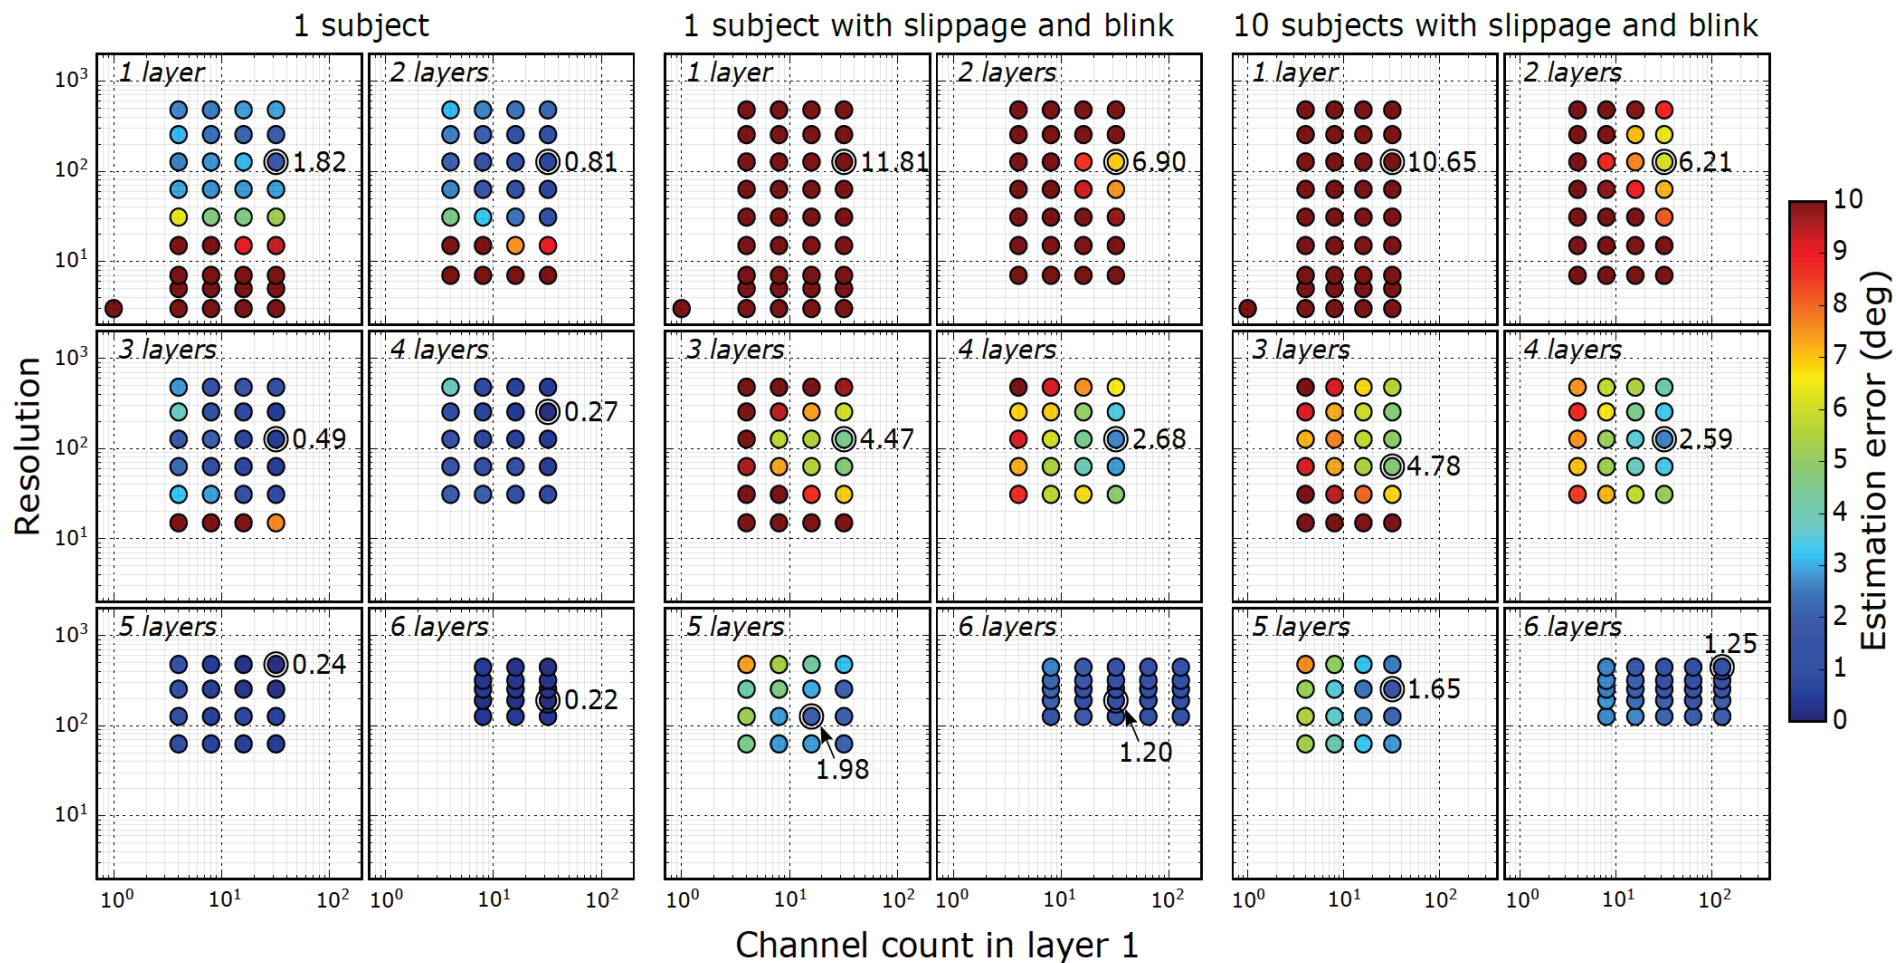 1 subject
1 subject with slippage and blink
10 subjects with slippage and blink
1 layer
2 layers
1 layer
2 layers
1 layer
2 layers
10³
10²
10¹
1.82
0.81
11.81
6.90
10.65
6.21
3 layers
4 layers
3 layers
4 layers
3 layers
4 layers
10³
10²
10¹
0.49
0.27
4.47
2.68
4.78
2.59
5 layers
6 layers
5 layers
6 layers
5 layers
6 layers
10³
10²
10¹
0.24
0.22
1.98
1.20
1.65
1.25
10⁰ 10¹ 10²
10⁰ 10¹ 10²
10⁰ 10¹ 10²
10⁰ 10¹ 10²
10⁰ 10¹ 10²
10⁰ 10¹ 10²
Resolution
Channel count in layer 1
10
9
8
7
6
5
4
3
2
1
0
Estimation error (deg)